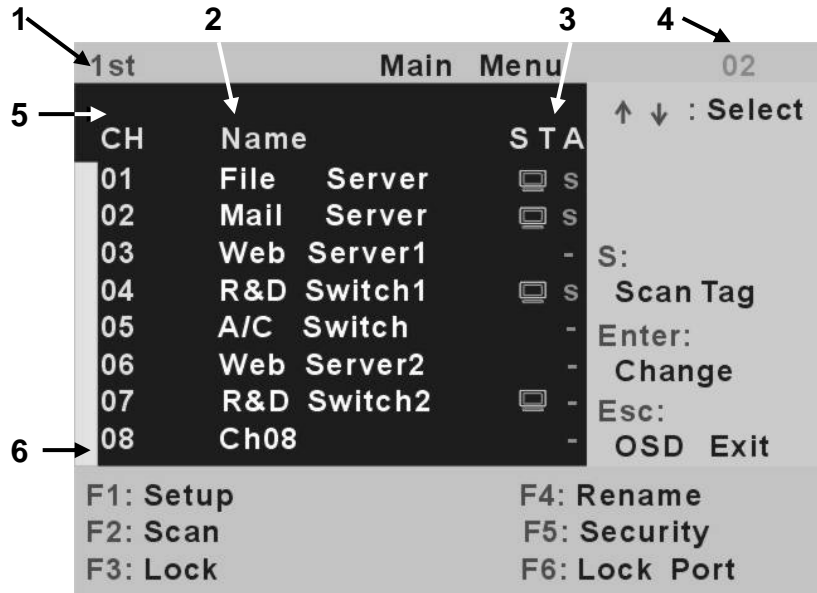 1 2 3 4
1st Main Menu 02
5
↑ ↓ : Select
CH Name STA
01 File Server s
02 Mail Server s
03 Web Server1 -
S:
04 R&D Switch1 s
Scan Tag
05 A/C Switch -
Enter:
06 Web Server2 -
Change
07 R&D Switch2 -
Esc:
08 Ch08 -
OSD Exit
6
F1: Setup F4: Rename
F2: Scan F5: Security
F3: Lock F6: Lock Port